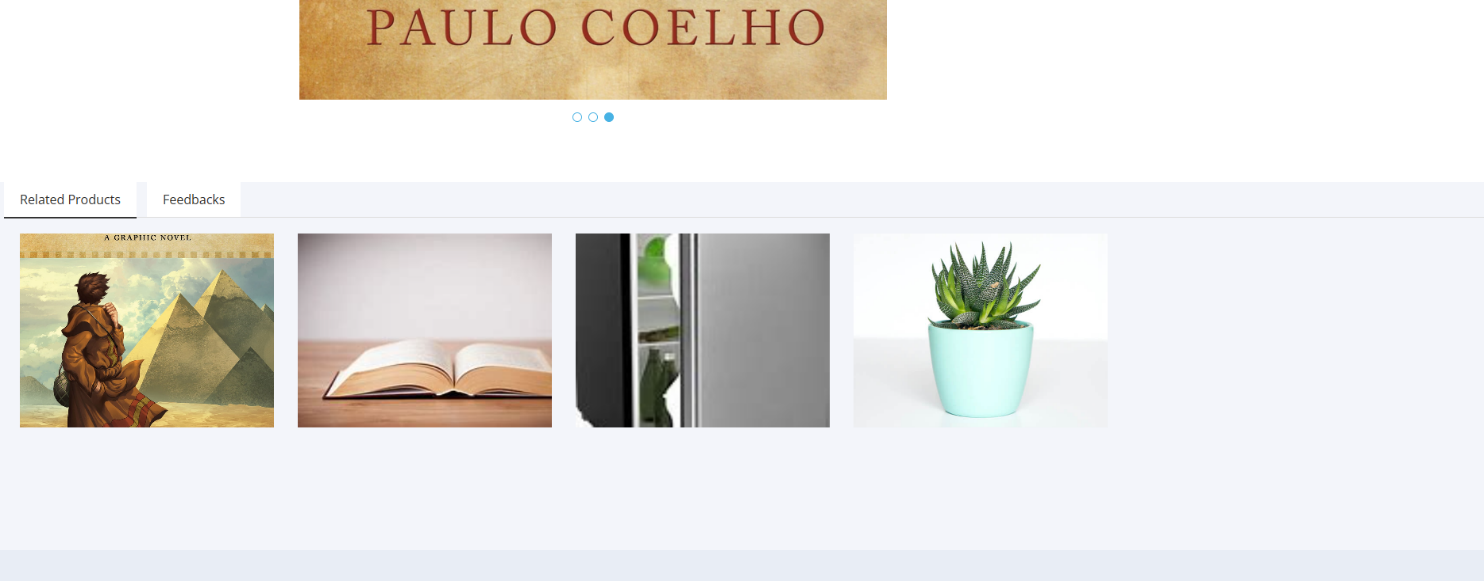 PAULO COELHO
Related Products
Feedbacks
A GRAPHIC NOVEL